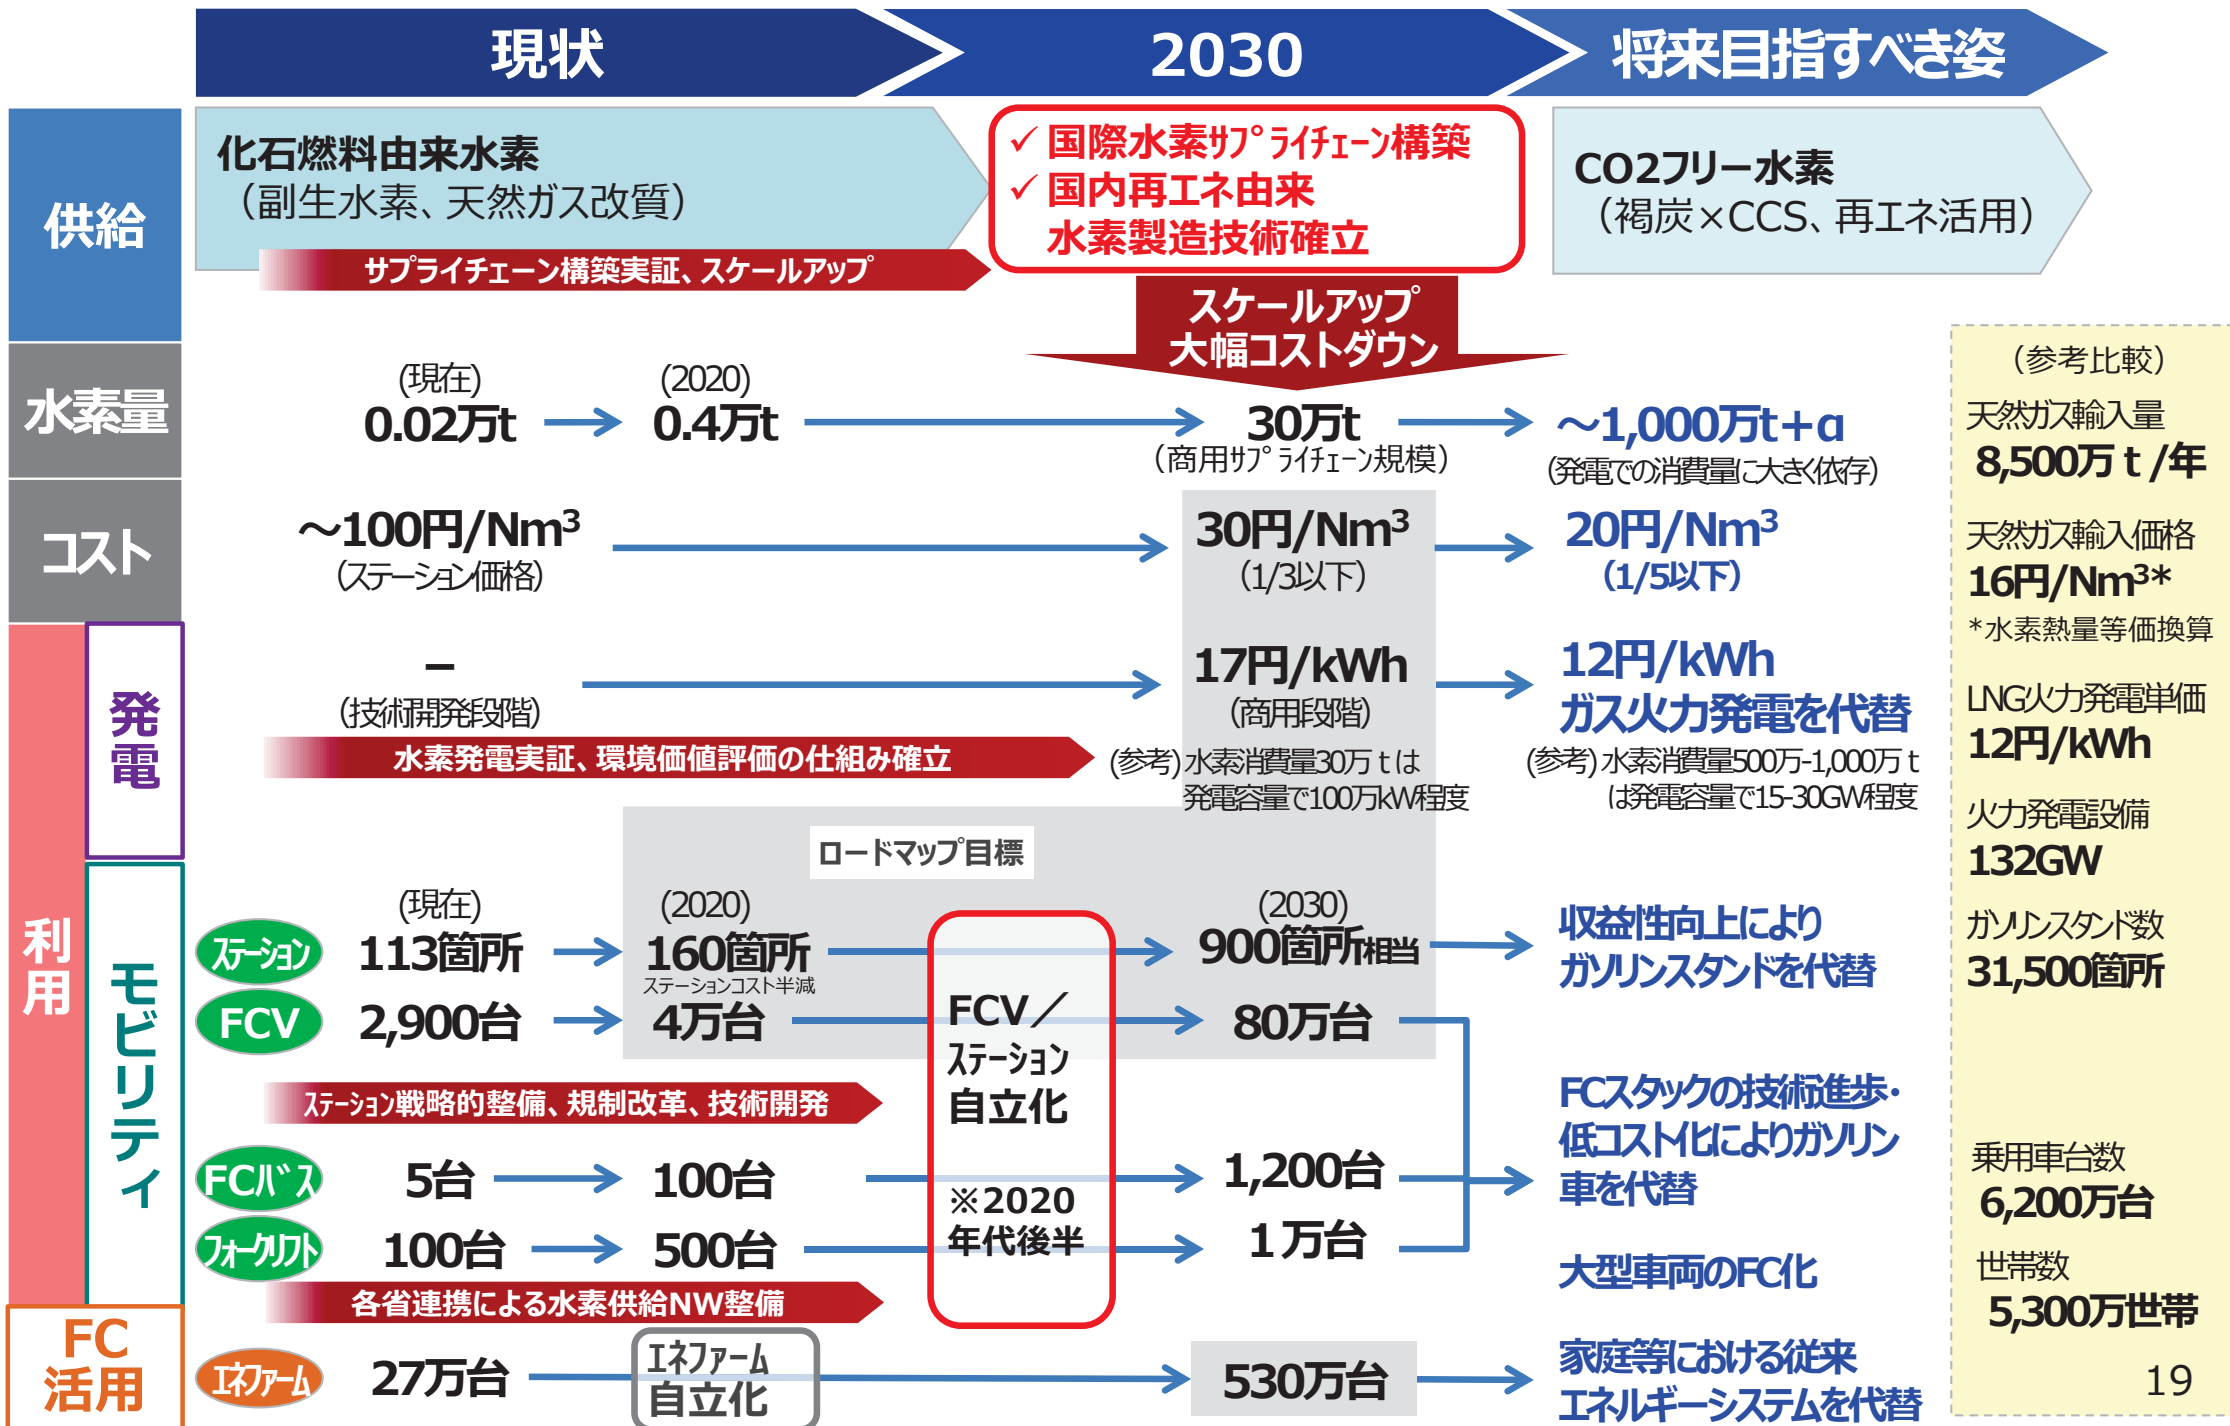 現状
2030
将来目指すべき姿
供給
化石燃料由来水素
（副生水素、天然ガス改質）
サプライチェーン構築実証、スケールアップ
✓ 国際水素ｻﾌﾟﾗｲﾁｪｰﾝ構築
✓ 国内再エネ由来
水素製造技術確立
CO2フリー水素
（褐炭×CCS、再エネ活用）
スケールアップ
大幅コストダウン
水素量
(現在)
0.02万t
(2020)
0.4万t
30万t
（商用ｻﾌﾟﾗｲﾁｪｰﾝ規模）
～1,000万t+α
(発電での消費量に大きく依存)
コスト
～100円/Nm³
（ステーション価格）
30円/Nm³
（1/3以下）
20円/Nm³
（1/5以下）
利用
発電
－
（技術開発段階）
17円/kWh
（商用段階）
12円/kWh
ガス火力発電を代替
水素発電実証、環境価値評価の仕組み確立
(参考) 水素消費量30万ｔは
発電容量で100万kW程度
(参考) 水素消費量500万-1,000万ｔ
は発電容量で15-30GW程度
ロードマップ目標
モビリティ
(現在)
(2020)
(2030)
ｽﾃｰｼｮﾝ
113箇所
160箇所
ステーションコスト半減
900箇所相当
収益性向上により
ガソリンスタンドを代替
FCV
2,900台
4万台
80万台
FCV／
ｽﾃｰｼｮﾝ
自立化
※2020
年代後半
ｽﾃｰｼｮﾝ戦略的整備、規制改革、技術開発
FCスタックの技術進歩・
低コスト化によりガソリン
車を代替
FCﾊﾞｽ
5台
100台
1,200台
ﾌｫｰｸﾘﾌﾄ
100台
500台
1万台
大型車両のFC化
各省連携による水素供給NW整備
FC
活用
ｴﾈﾌｧｰﾑ
27万台
ｴﾈﾌｧｰﾑ
自立化
530万台
家庭等における従来
エネルギーシステムを代替
（参考比較）
天然ガス輸入量
8,500万ｔ/年
天然ガス輸入価格
16円/Nm³*
*水素熱量等価換算
LNG火力発電単価
12円/kWh
火力発電設備
132GW
ガソリンスタンド数
31,500箇所
乗用車台数
6,200万台
世帯数
5,300万世帯
19